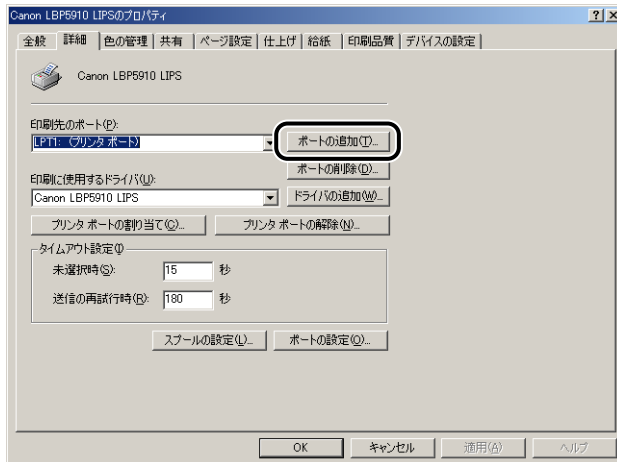 Canon LBP5910 LIPSのプロパティ
全般 詳細 色の管理 共有 ページ設定 仕上げ 給紙 印刷品質 デバイスの設定
Canon LBP5910 LIPS
印刷先のポート(P):
LPT1: (プリンタ ポート) ポートの追加(T)...
ポートの削除(D)...
印刷に使用するドライバ(U):
Canon LBP5910 LIPS ドライバの追加(W)...
プリンタ ポートの割り当て(C)... プリンタ ポートの解除(N)...
タイムアウト設定(I)
未選択時(S): 15 秒
送信の再試行時(R): 180 秒
スプールの設定(L)... ポートの設定(O)...
OK キャンセル 適用(A) ヘルプ